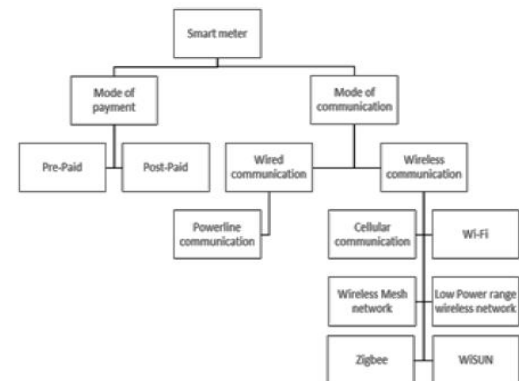 Smart meter
Mode of
payment
Mode of
communication
Pre-Paid
Post-Paid
Wired
communication
Wireless
communication
Powerline
communication
Cellular
communication
Wi-Fi
Wireless Mesh
network
Low Power range
wireless network
Zigbee
WiSUN